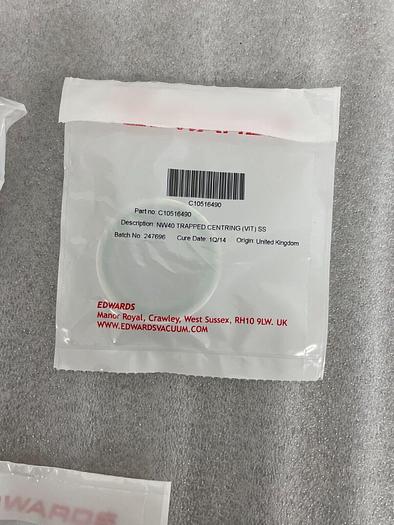 C10516490
Part no: C10516490
Description: NW40 TRAPPED CENTRING (VIT) SS
Batch No: 247696 Cure Date: 1Q/14 Origin: United Kingdom
EDWARDS
Manor Royal, Crawley, West Sussex, RH10 9LW. UK
WWW.EDWARDSVACUUM.COM